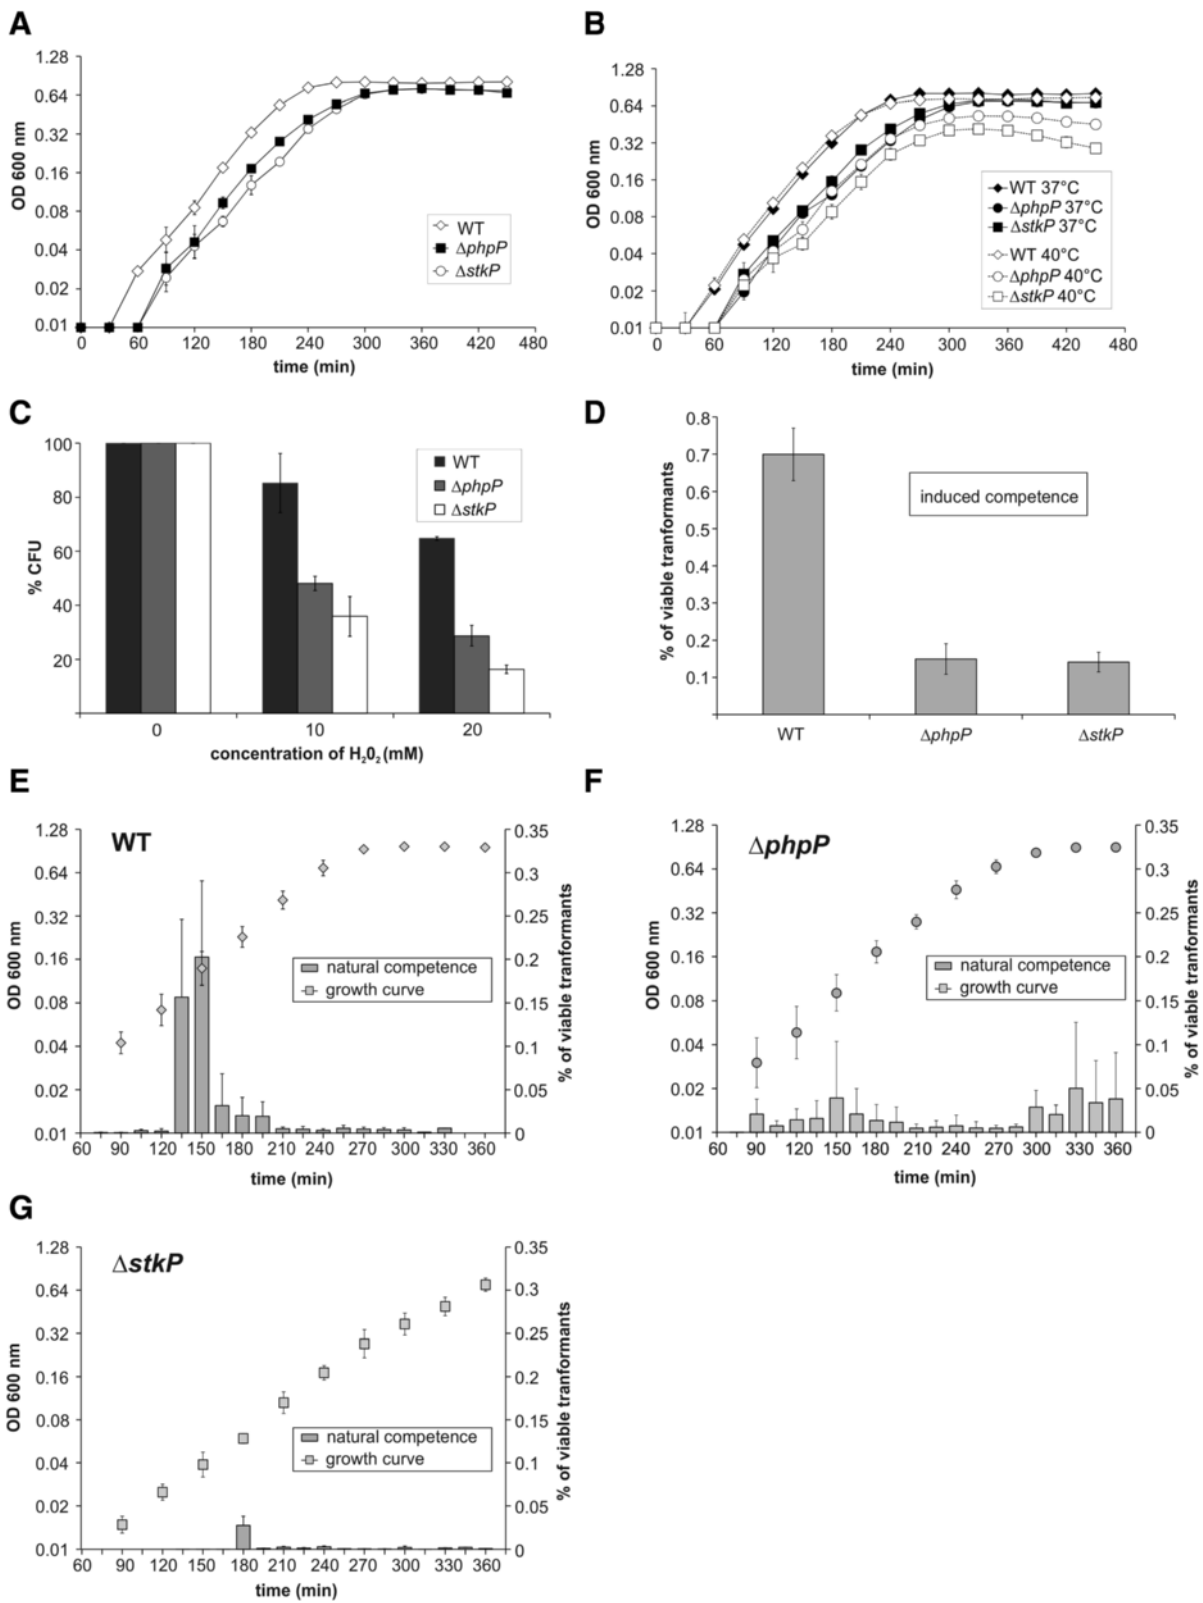 A
1.28
0.64
0.32
0.16
0.08
0.04
0.02
0.01
OD 600 nm
0 60 120 180 240 300 360 420 480
time (min)
WT
ΔphpP
ΔstkP
B
1.28
0.64
0.32
0.16
0.08
0.04
0.02
0.01
OD 600 nm
0 60 120 180 240 300 360 420 480
time (min)
WT 37°C
ΔphpP 37°C
ΔstkP 37°C
WT 40°C
ΔphpP 40°C
ΔstkP 40°C
C
100
80
60
40
20
% CFU
0 10 20
concentration of H₂0₂ (mM)
WT
ΔphpP
ΔstkP
D
0.8
0.7
0.6
0.5
0.4
0.3
0.2
0.1
% of viable tranformants
induced competence
WT ΔphpP ΔstkP
E
WT
1.28
0.64
0.32
0.16
0.08
0.04
0.02
0.01
OD 600 nm
0.35
0.3
0.25
0.2
0.15
0.1
0.05
0
% of viable tranformants
natural competence
growth curve
60 90 120 150 180 210 240 270 300 330 360
time (min)
F
ΔphpP
1.28
0.64
0.32
0.16
0.08
0.04
0.02
0.01
OD 600 nm
0.35
0.3
0.25
0.2
0.15
0.1
0.05
0
% of viable tranformants
natural competence
growth curve
60 90 120 150 180 210 240 270 300 330 360
time (min)
G
ΔstkP
1.28
0.64
0.32
0.16
0.08
0.04
0.02
0.01
OD 600 nm
0.35
0.3
0.25
0.2
0.15
0.1
0.05
0
% of viable tranformants
natural competence
growth curve
60 90 120 150 180 210 240 270 300 330 360
time (min)